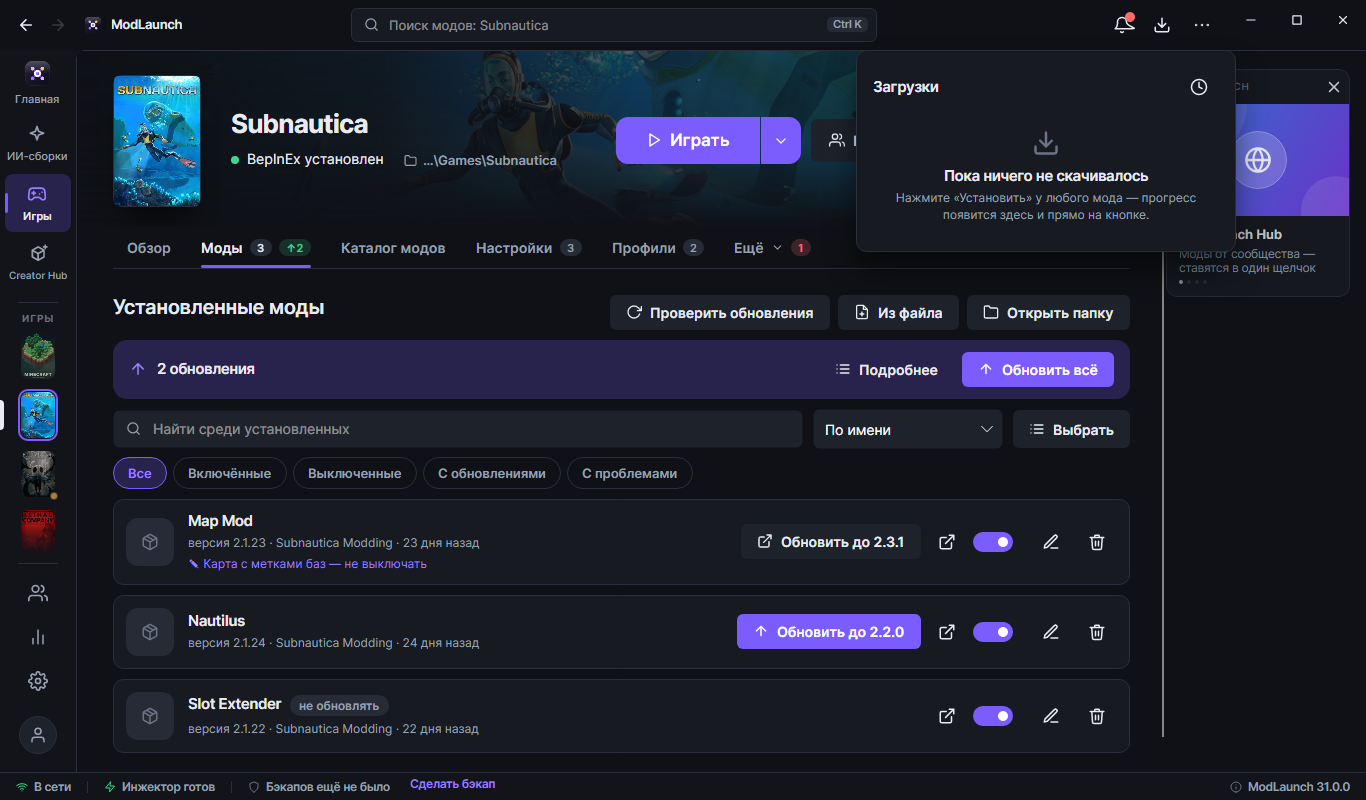 ModLaunch
Поиск модов: Subnautica
Ctrl K
Главная
ИИ-сборки
Игры
Creator Hub
ИГРЫ
MINECRAFT
LETHAL COMPANY
SUBNAUTICA
Subnautica
BepInEx установлен
...\Games\Subnautica
Играть
Загрузки
Пока ничего не скачивалось
Нажмите «Установить» у любого мода — прогресс
появится здесь и прямо на кнопке.
Моды от сообщества —
ставятся в один щелчок
Обзор
Моды 3 ↑2
Каталог модов
Настройки 3
Профили 2
Ещё 1
Установленные моды
Проверить обновления
Из файла
Открыть папку
2 обновления
Подробнее
Обновить всё
Найти среди установленных
По имени
Выбрать
Все
Включённые
Выключенные
С обновлениями
С проблемами
Map Mod
версия 2.1.23 · Subnautica Modding · 23 дня назад
Карта с метками баз — не выключать
Обновить до 2.3.1
Nautilus
версия 2.1.24 · Subnautica Modding · 24 дня назад
Обновить до 2.2.0
Slot Extender не обновлять
версия 2.1.22 · Subnautica Modding · 22 дня назад
В сети
Инжектор готов
Бэкапов ещё не было
Сделать бэкап
ModLaunch 31.0.0